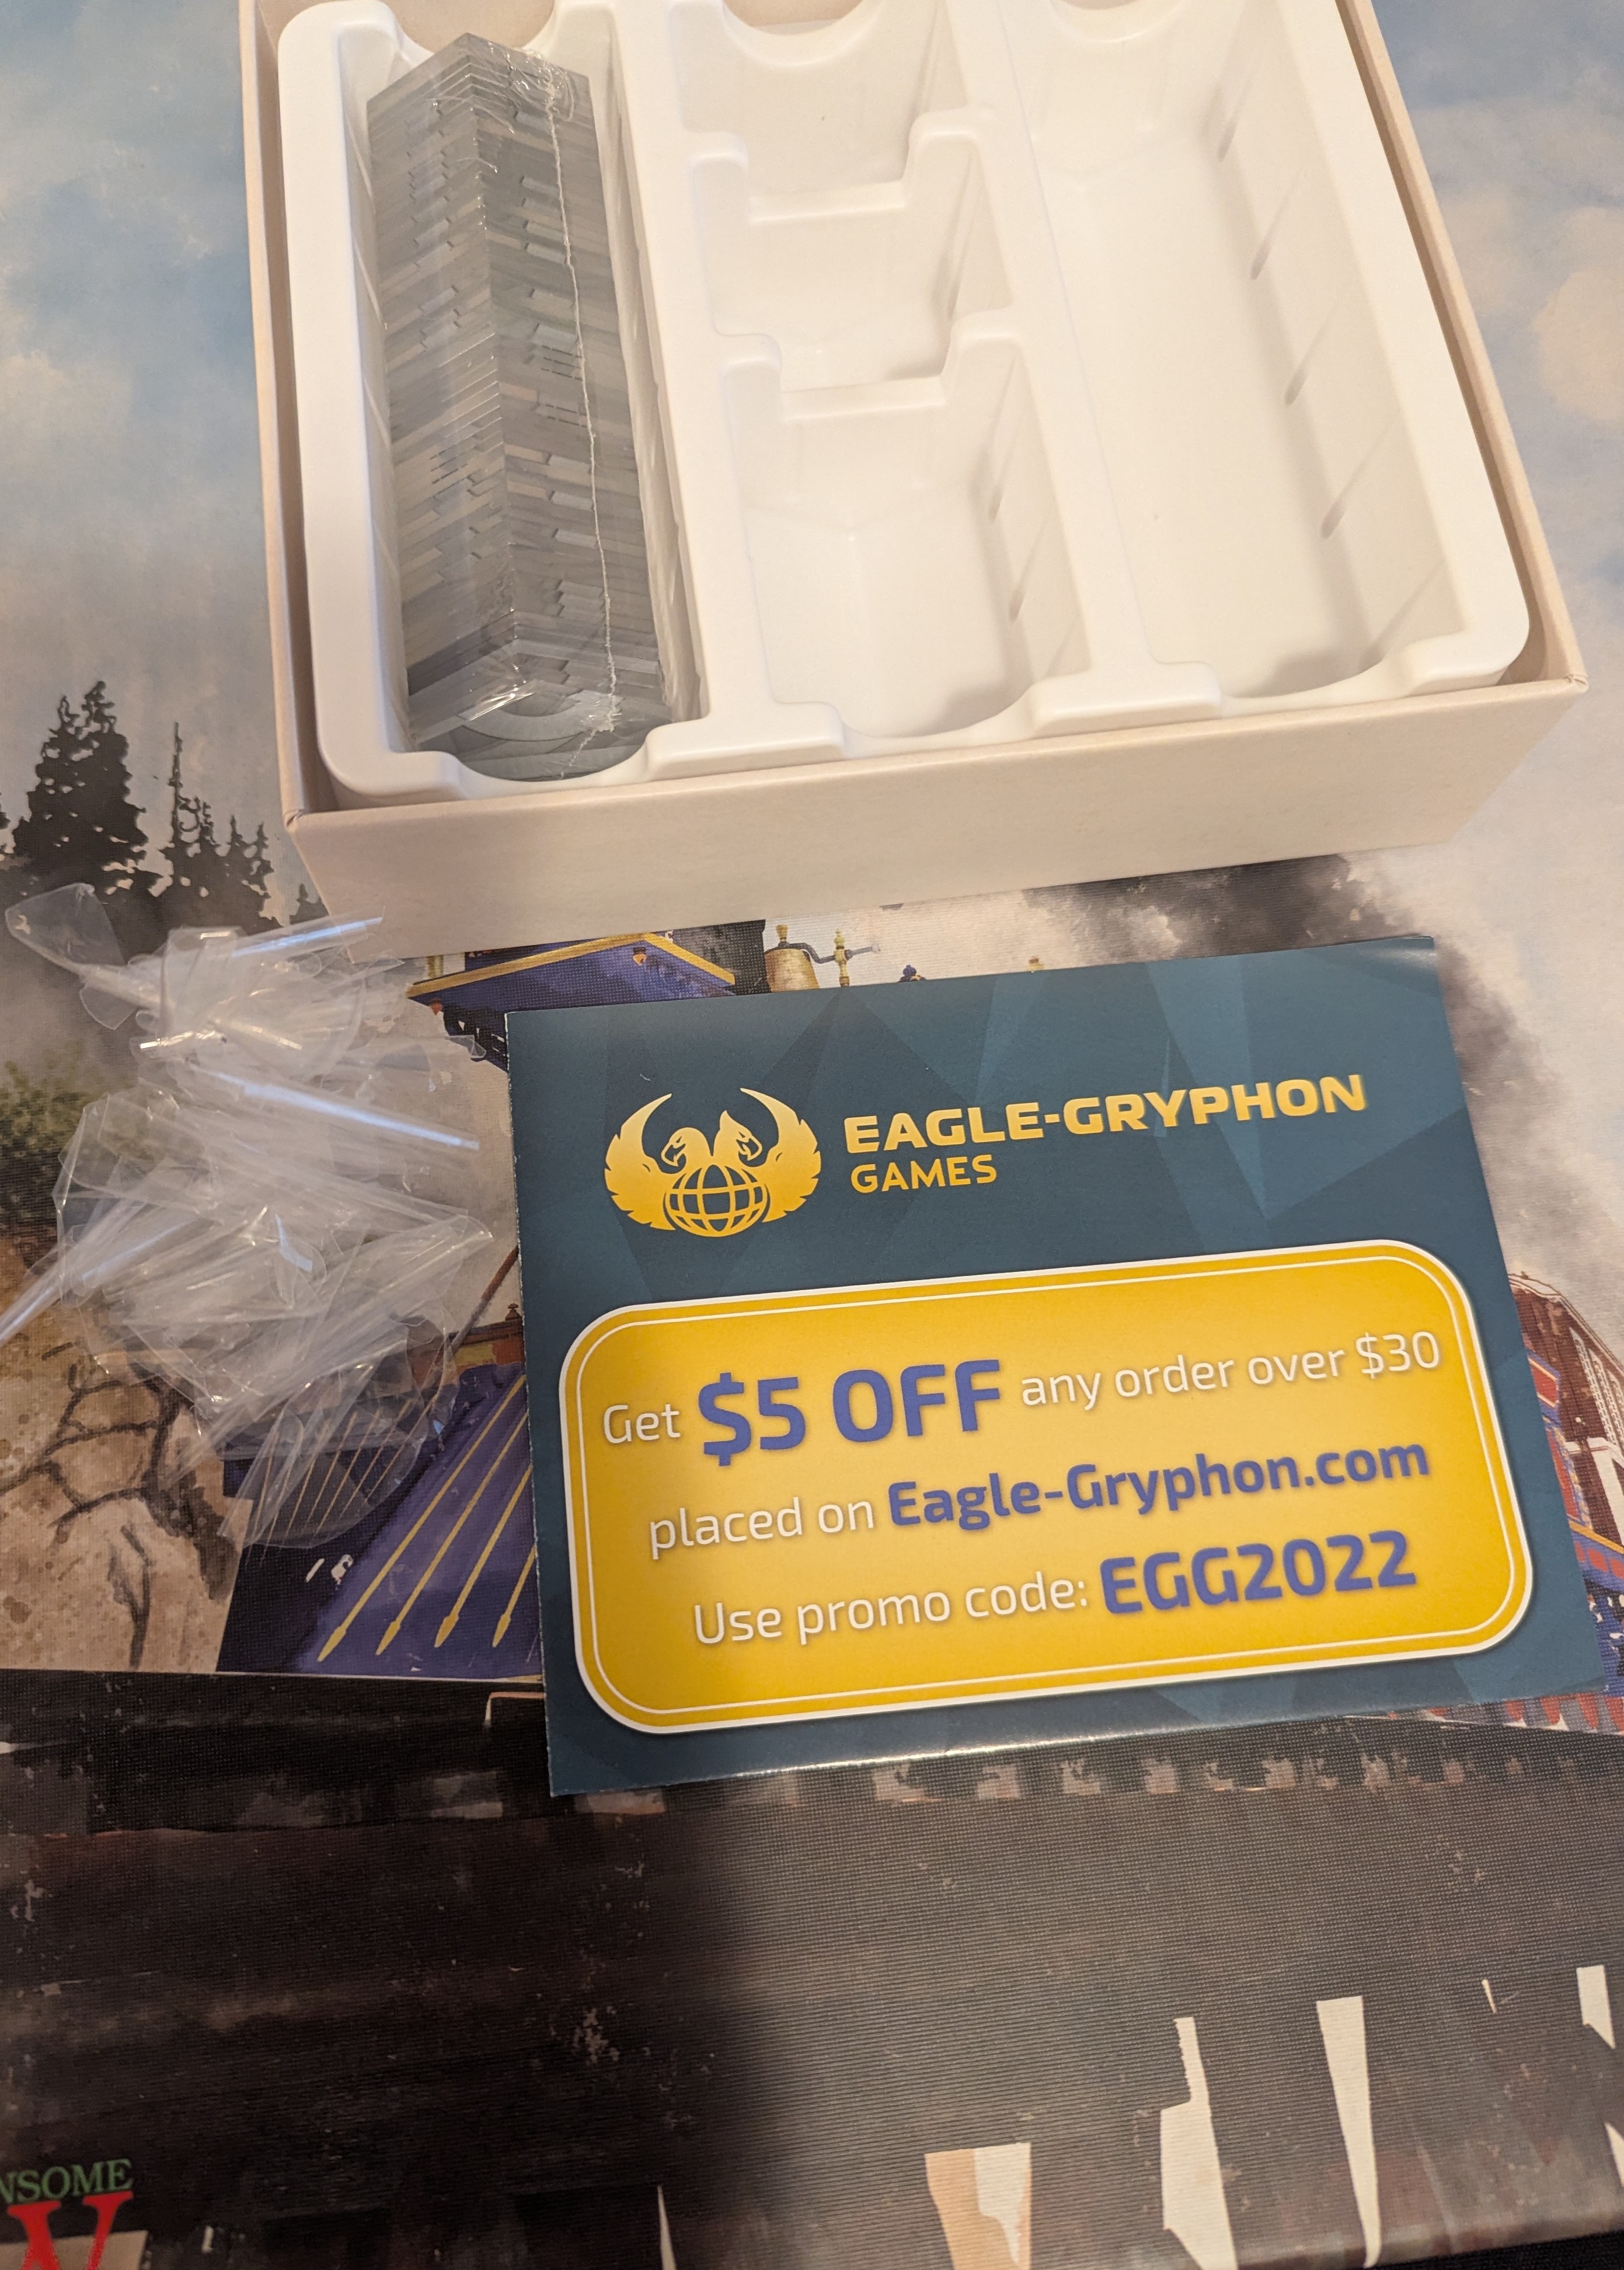 EAGLE-GRYPHON
GAMES
Get $5 OFF any order over $30
placed on Eagle-Gryphon.com
Use promo code: EGG2022